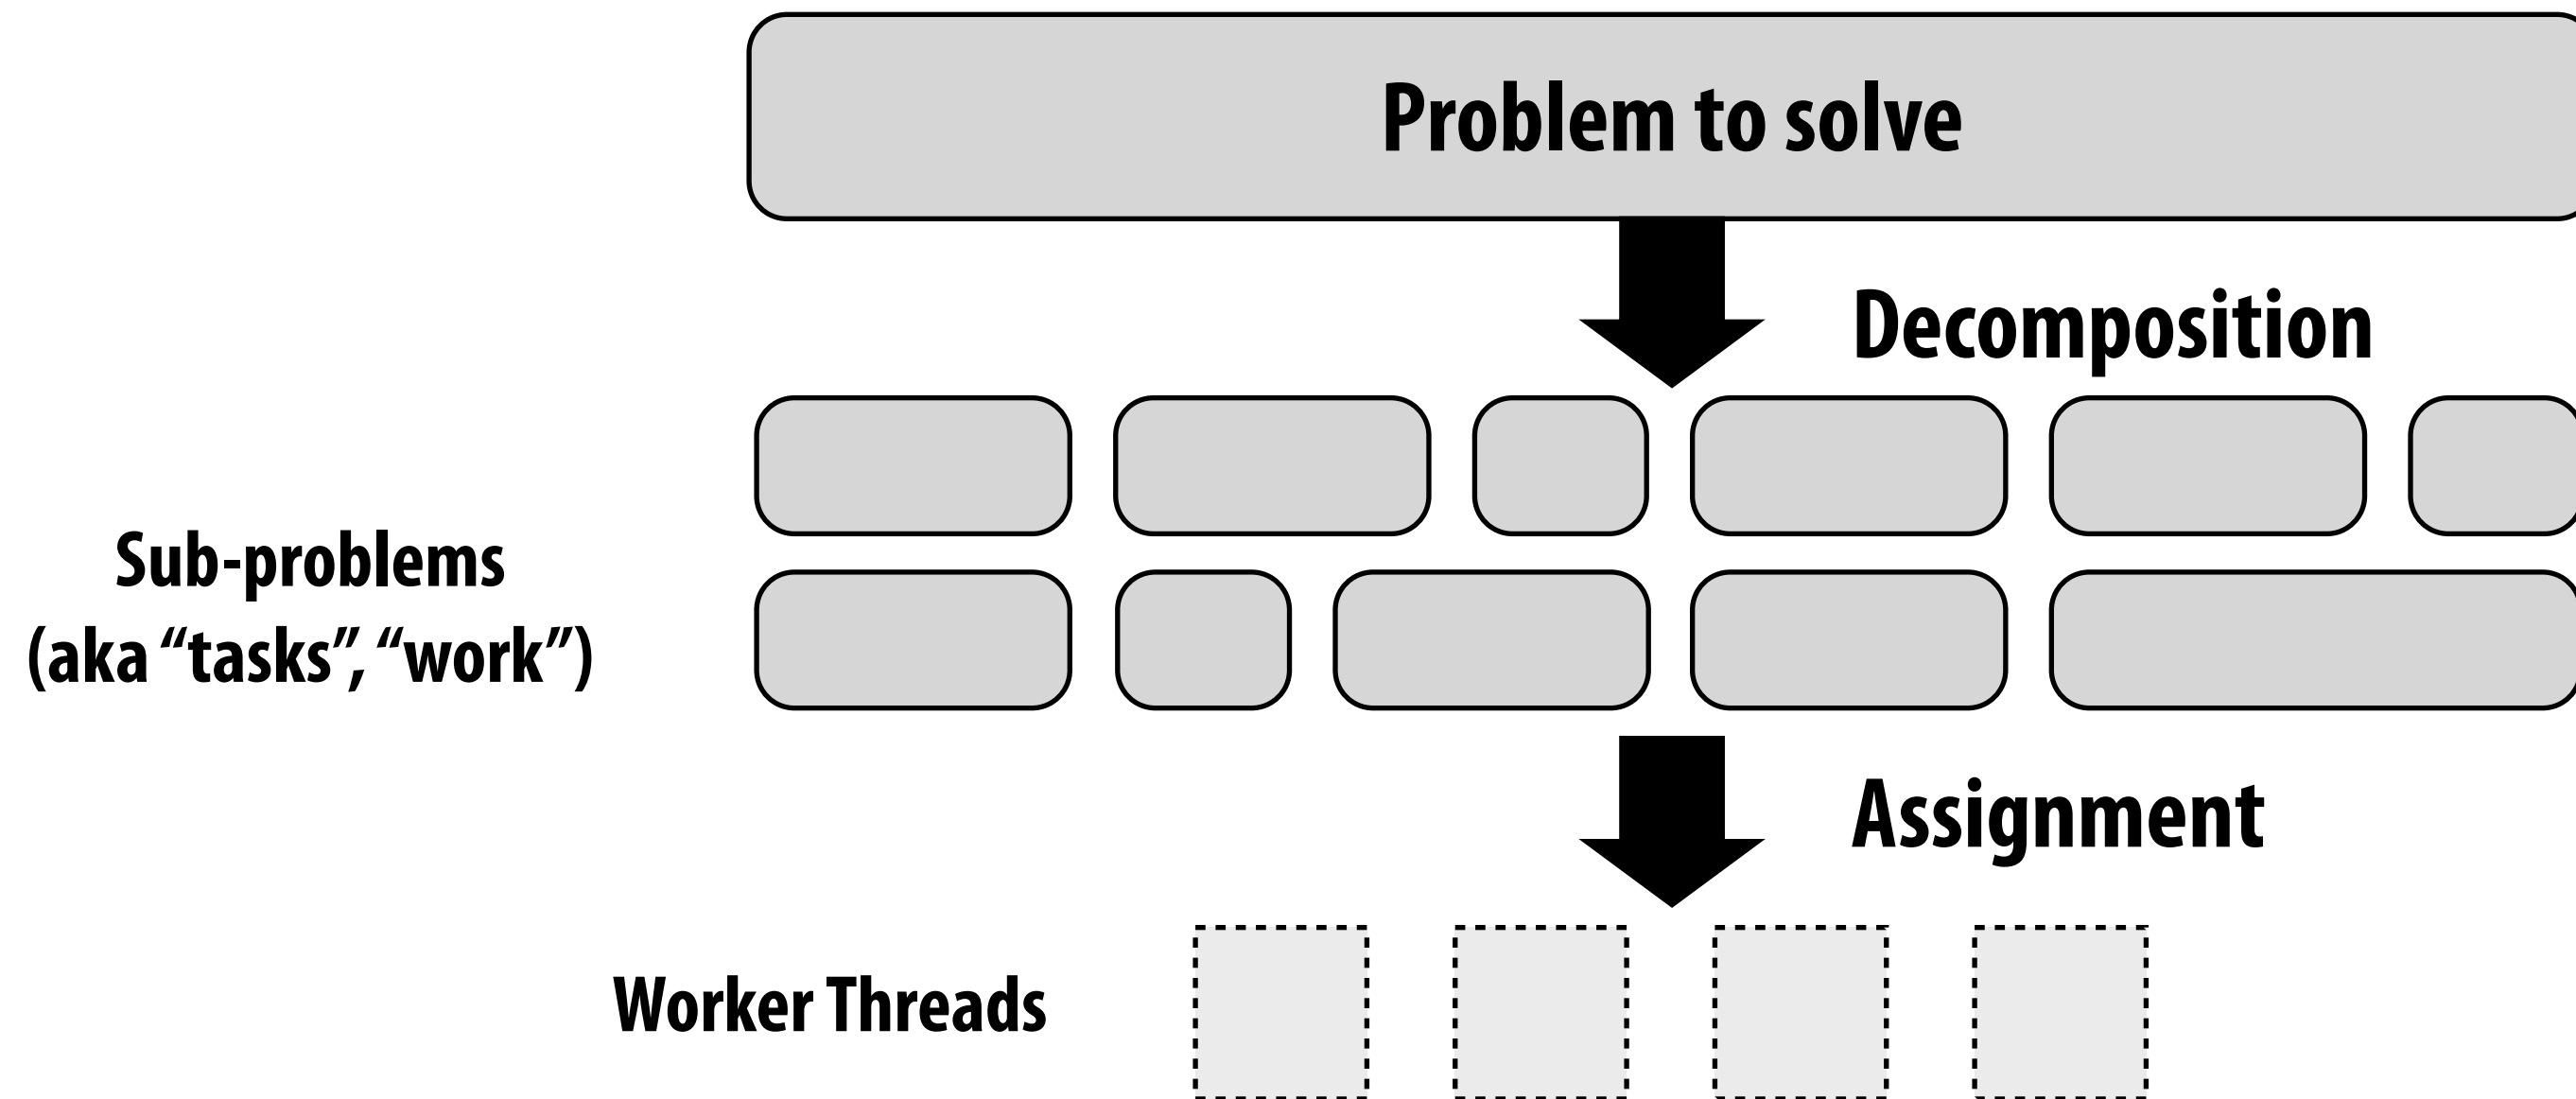 Problem to solve
Decomposition
Sub-problems
(aka “tasks”, “work”)
Assignment
Worker Threads